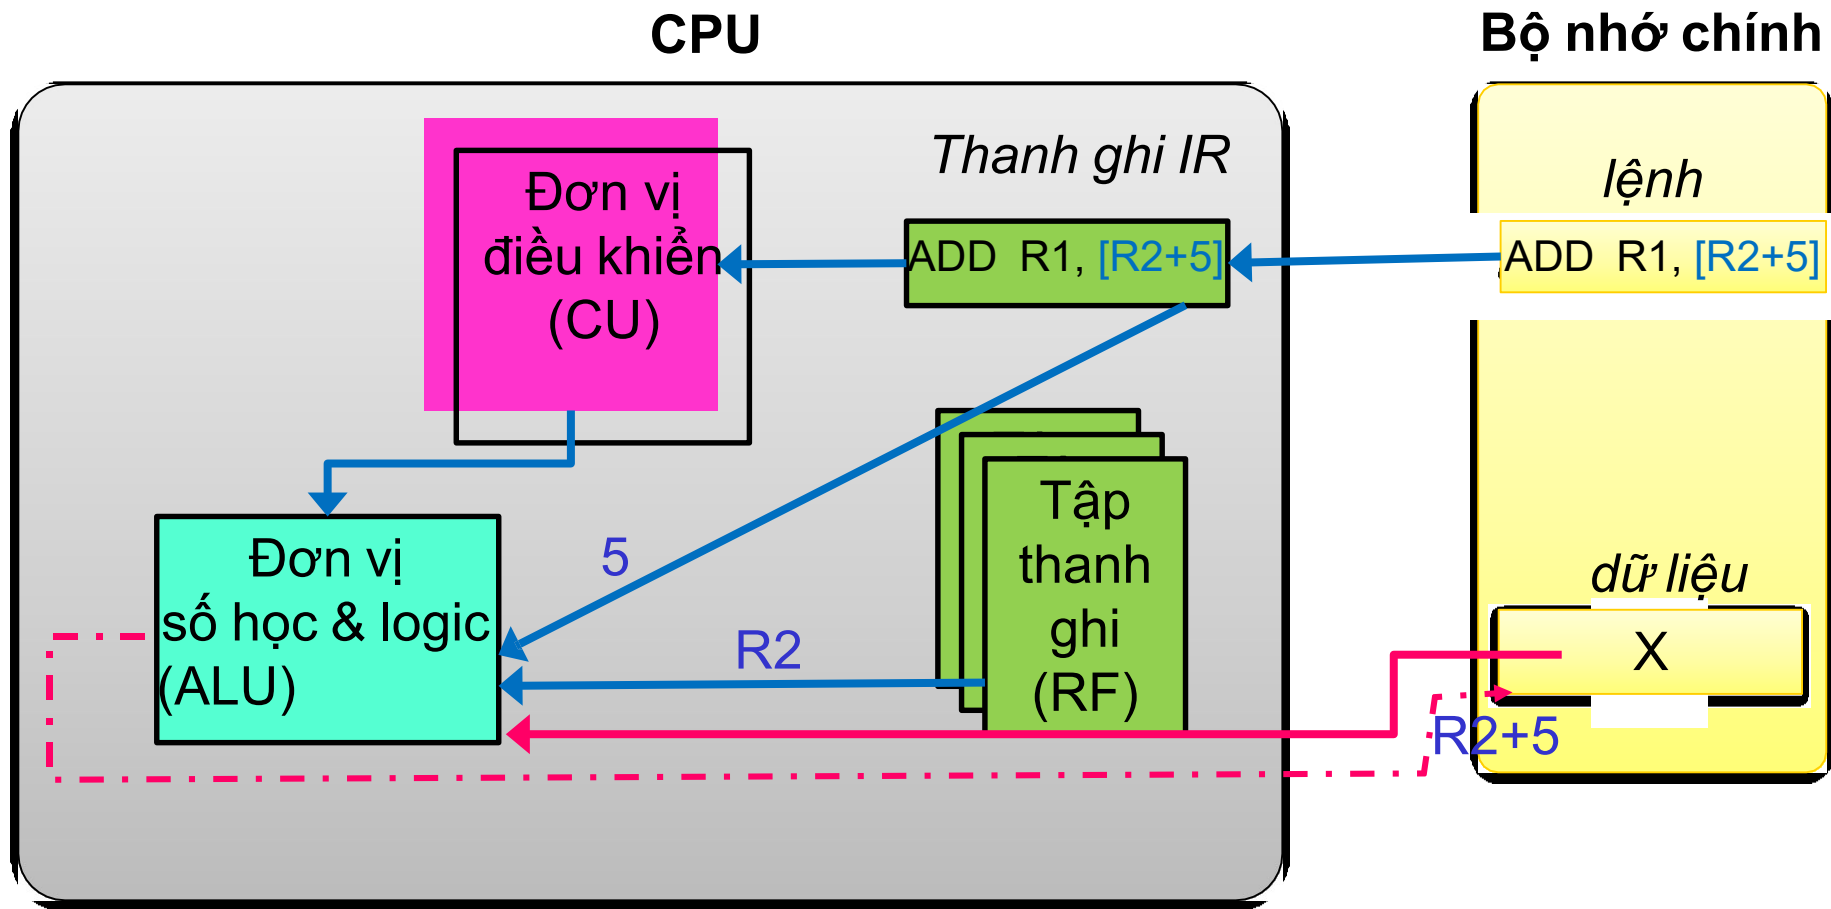 CPU
Bộ nhớ chính
Thanh ghi IR
lệnh
Đơn vị
điều khiển
(CU)
ADD R1, [R2+5]
ADD R1, [R2+5]
Tập
thanh
ghi
(RF)
5
R2
Đơn vị
số học & logic
(ALU)
dữ liệu
X
R2+5